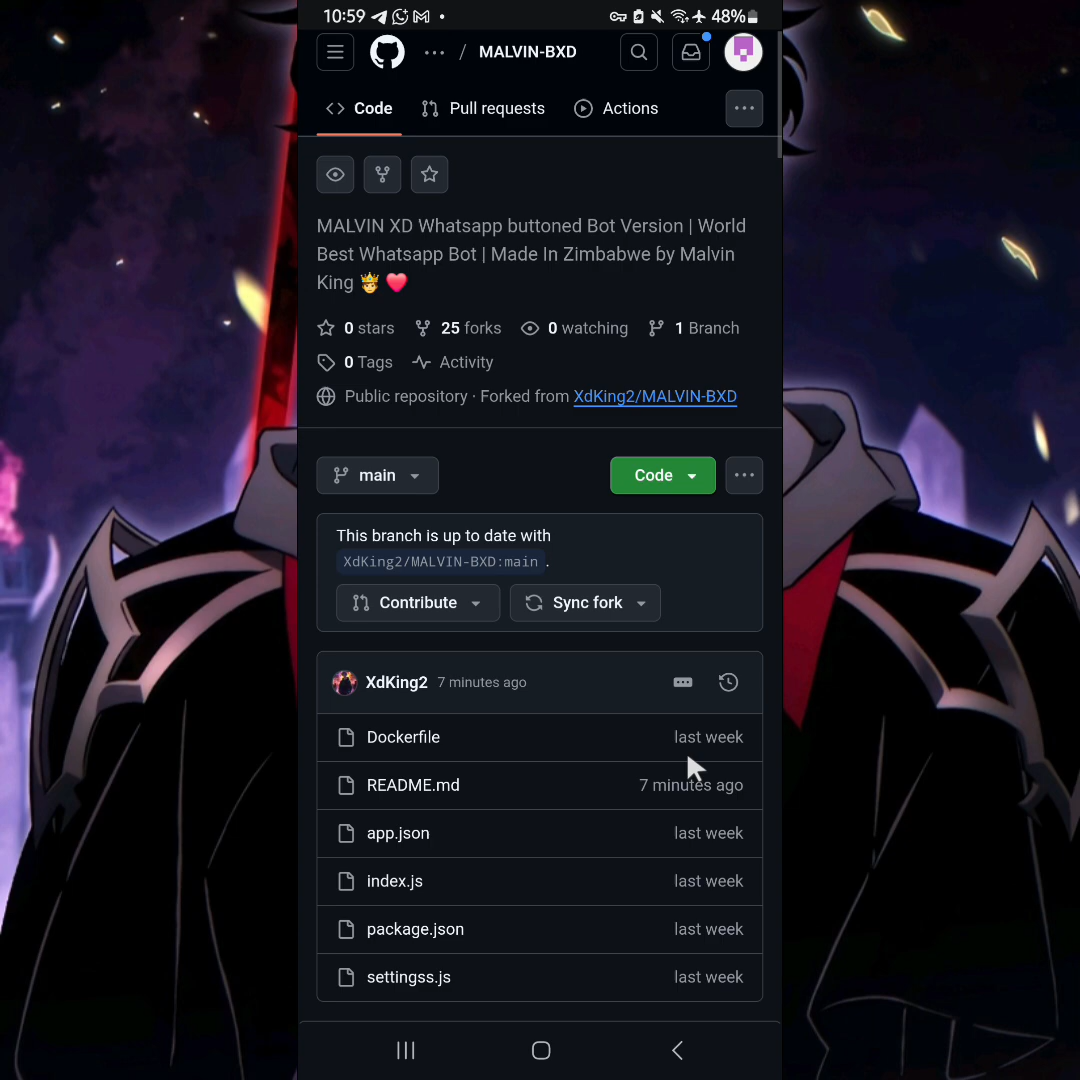 10:59 48%
/ MALVIN-BXD
Code Pull requests Actions
MALVIN XD Whatsapp buttoned Bot Version | World
Best Whatsapp Bot | Made In Zimbabwe by Malvin
King 🤴 ❤️
0 stars 25 forks 0 watching 1 Branch
0 Tags Activity
Public repository · Forked from XdKing2/MALVIN-BXD
main Code
This branch is up to date with
XdKing2/MALVIN-BXD:main .
Contribute Sync fork
XdKing2 7 minutes ago
Dockerfile last week
README.md 7 minutes ago
app.json last week
index.js last week
package.json last week
settingss.js last week